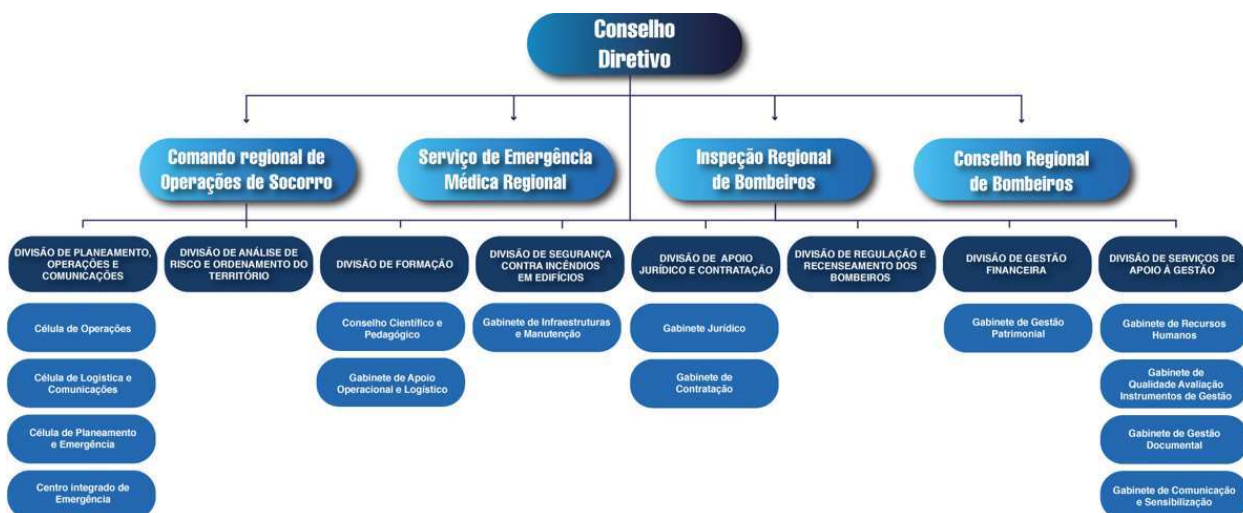 Conselho
Diretivo
Comando regional de
Operações de Socorro
Serviço de Emergência
Médica Regional
Inspeção Regional
de Bombeiros
Conselho Regional
de Bombeiros
DIVISÃO DE PLANEAMENTO,
OPERAÇÕES E
COMUNICAÇÕES
DIVISÃO DE ANÁLISE DE
RISCO E ORDENAMENTO DO
TERRITÓRIO
DIVISÃO DE FORMAÇÃO
DIVISÃO DE SEGURANÇA
CONTRA INCÊNDIOS
EM EDIFÍCIOS
DIVISÃO DE APOIO
JURÍDICO E CONTRATAÇÃO
DIVISÃO DE REGULAÇÃO E
RECENSEAMENTO DOS
BOMBEIROS
DIVISÃO DE GESTÃO
FINANCEIRA
DIVISÃO DE SERVIÇOS DE
APOIO À GESTÃO
Célula de Operações
Célula de Logistica e
Comunicações
Célula de Planeamento
e Emergência
Centro integrado de
Emergência
Conselho Científico e
Pedagógico
Gabinete de Apoio
Operacional e Logístico
Gabinete de Infraestruturas
e Manutenção
Gabinete Jurídico
Gabinete de
Contratação
Gabinete de Gestão
Patrimonial
Gabinete de Recursos
Humanos
Gabinete de
Qualidade Avaliação
Instrumentos de Gestão
Gabinete de Gestão
Documental
Gabinete de Comunicação
e Sensibilização